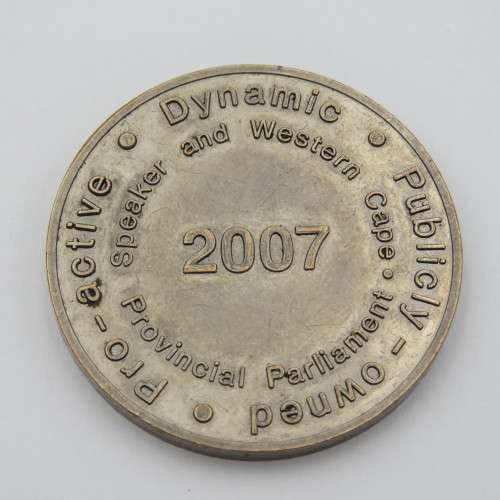 Pro-active • Dynamic • Publicly-owned •
Speaker and Western Cape • Provincial Parliament
2007